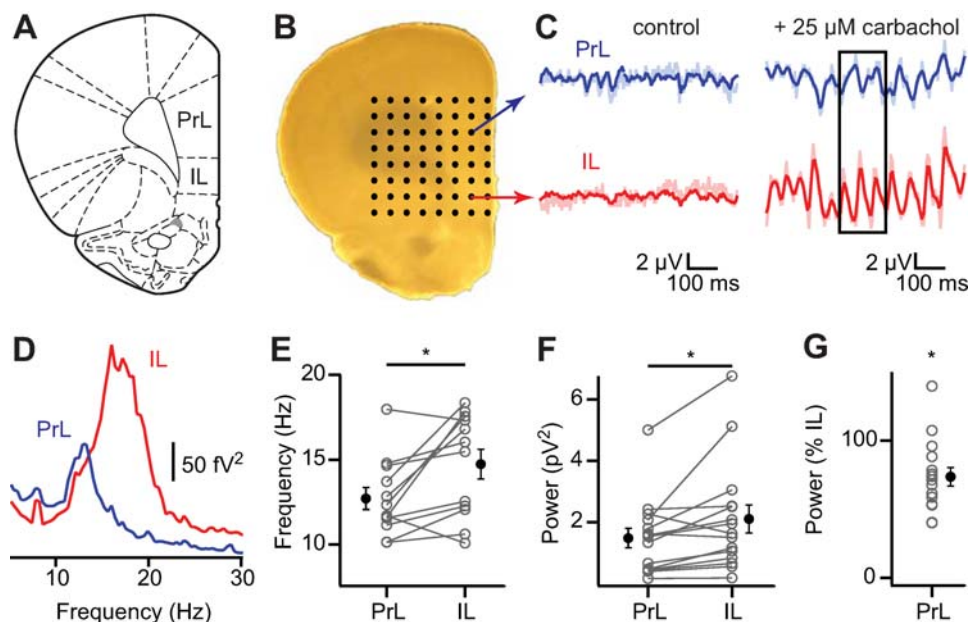 A
PrL
IL
B
C
control
+ 25 µM carbachol
PrL
IL
2 µV
100 ms
2 µV
100 ms
D
IL
PrL
50 fV²
10
20
30
Frequency (Hz)
E
*
20
15
10
Frequency (Hz)
PrL
IL
F
*
6
4
2
Power (pV²)
PrL
IL
G
*
100
0
Power (% IL)
PrL